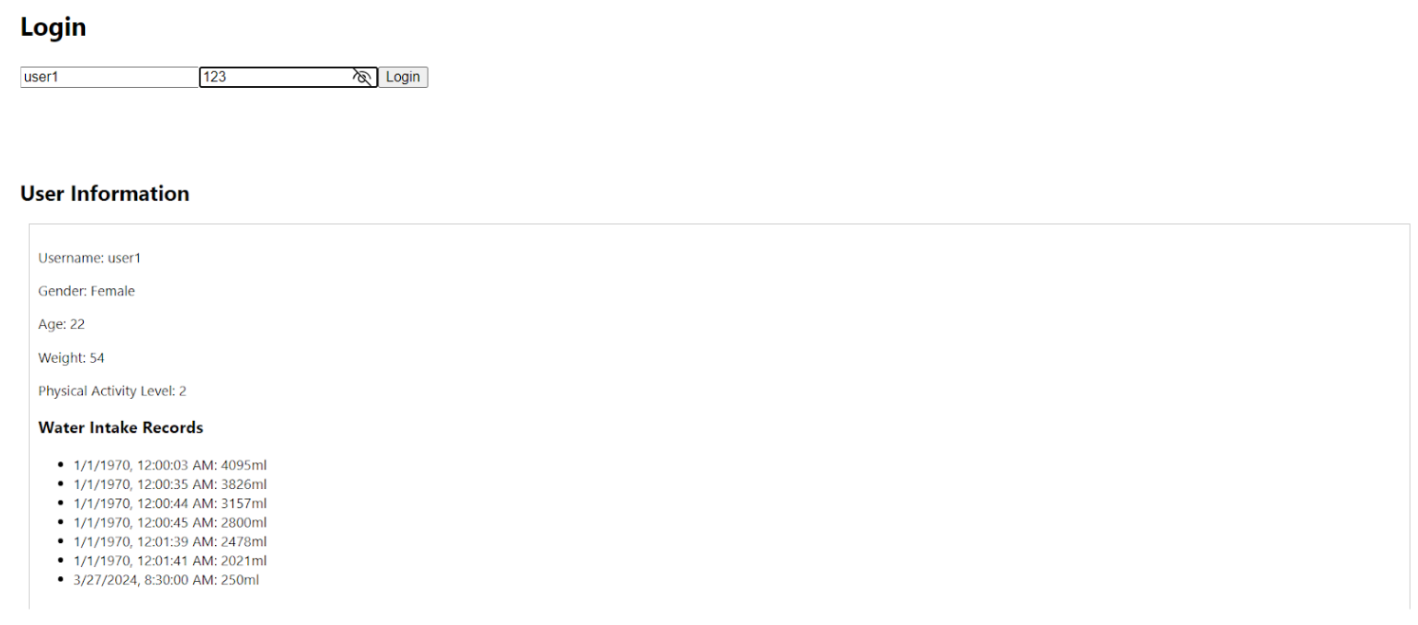 Login
user1 123 Login
User Information
Username: user1
Gender: Female
Age: 22
Weight: 54
Physical Activity Level: 2
Water Intake Records
• 1/1/1970, 12:00:03 AM: 4095ml
• 1/1/1970, 12:00:35 AM: 3826ml
• 1/1/1970, 12:00:44 AM: 3157ml
• 1/1/1970, 12:00:45 AM: 2800ml
• 1/1/1970, 12:01:39 AM: 2478ml
• 1/1/1970, 12:01:41 AM: 2021ml
• 3/27/2024, 8:30:00 AM: 250ml